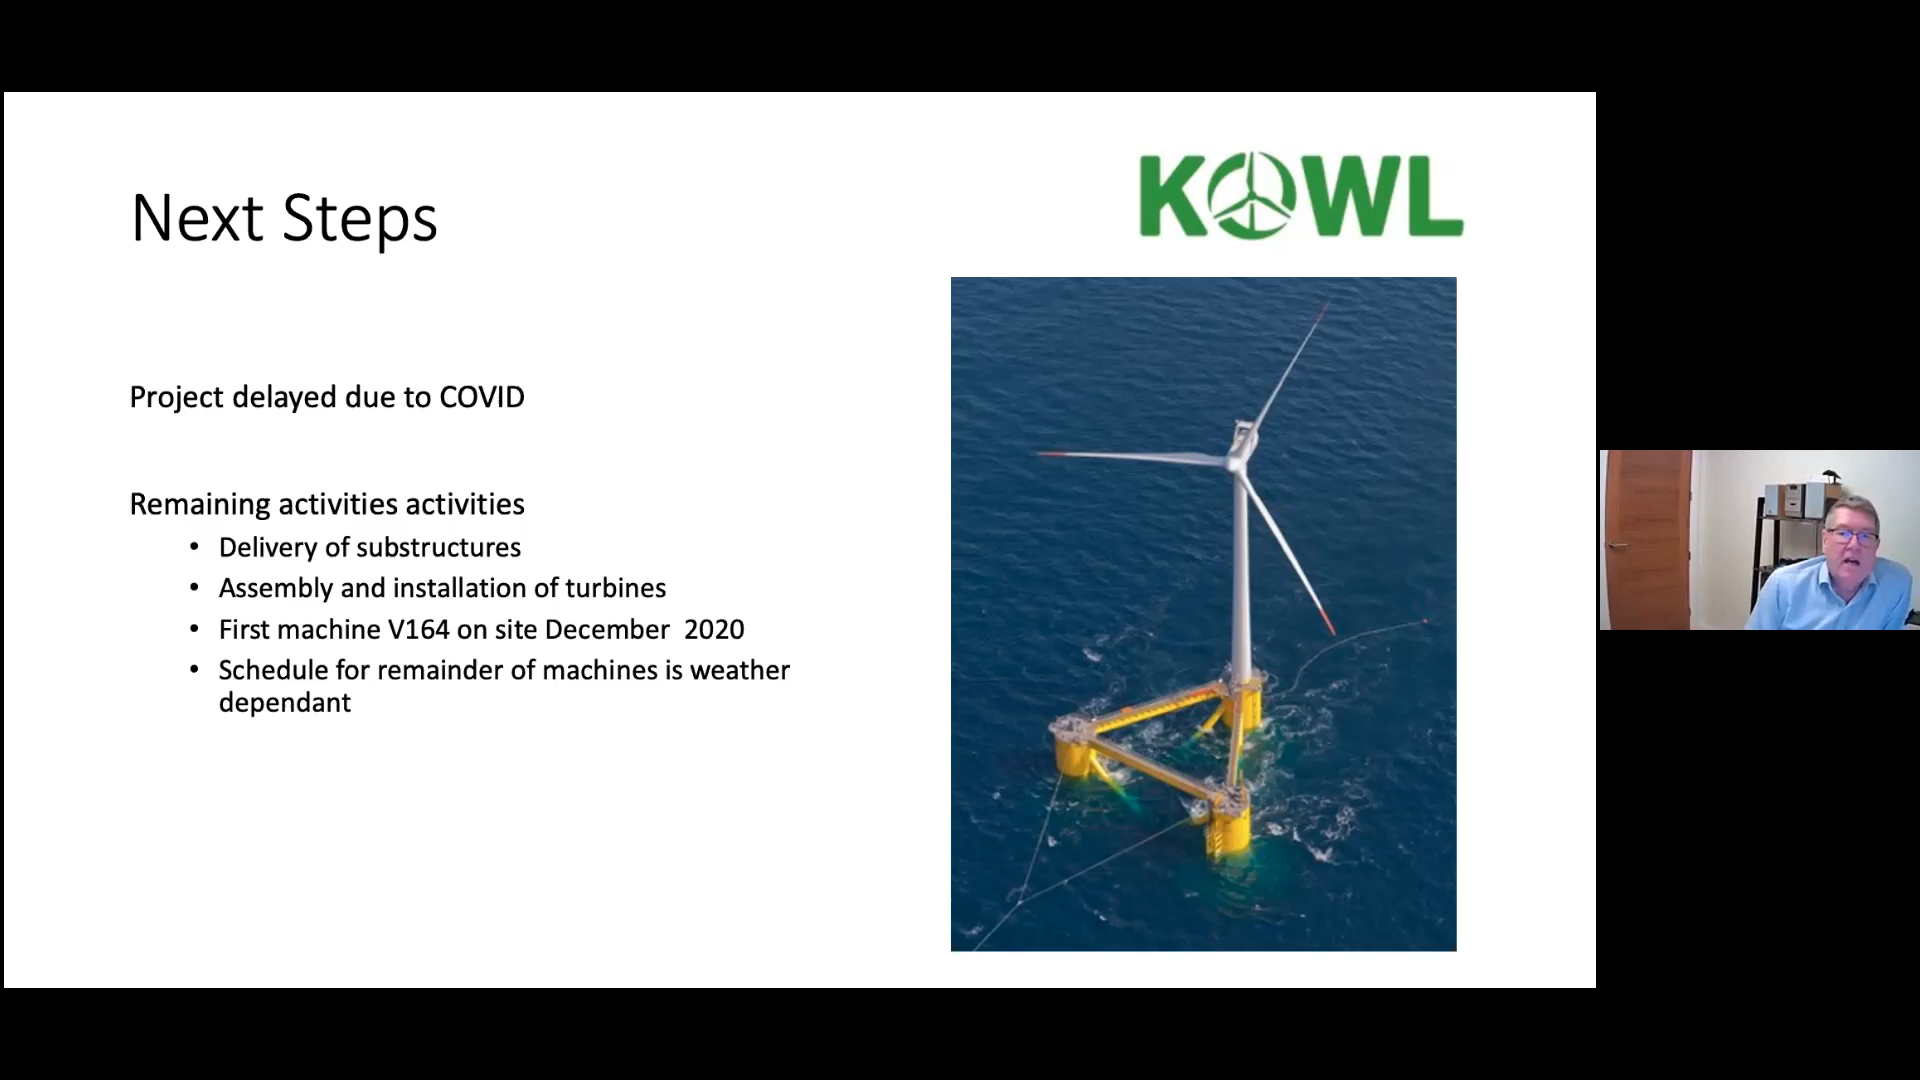 KOWL
Next Steps
Project delayed due to COVID
Remaining activities activities
• Delivery of substructures
• Assembly and installation of turbines
• First machine V164 on site December  2020
• Schedule for remainder of machines is weather
dependant